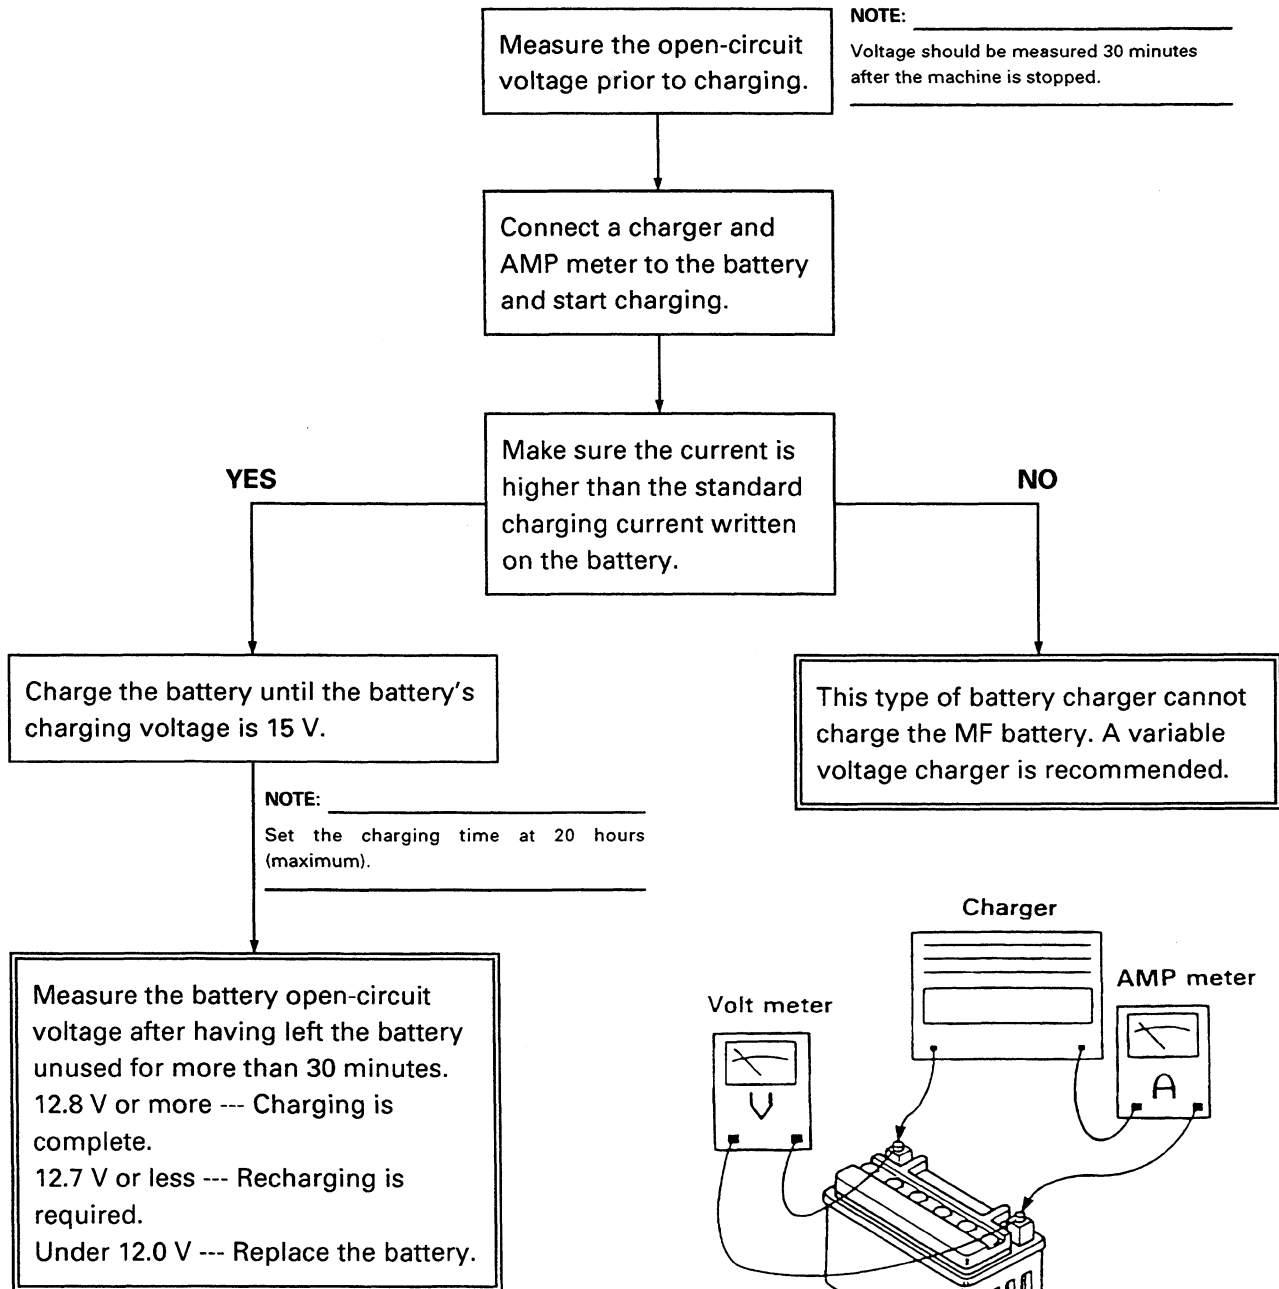 Measure the open-circuit
voltage prior to charging.
NOTE:
Voltage should be measured 30 minutes
after the machine is stopped.
Connect a charger and
AMP meter to the battery
and start charging.
Make sure the current is
higher than the standard
charging current written
on the battery.
YES
NO
Charge the battery until the battery's
charging voltage is 15 V.
This type of battery charger cannot
charge the MF battery. A variable
voltage charger is recommended.
NOTE:
Set the charging time at 20 hours
(maximum).
Measure the battery open-circuit
voltage after having left the battery
unused for more than 30 minutes.
12.8 V or more --- Charging is
complete.
12.7 V or less --- Recharging is
required.
Under 12.0 V --- Replace the battery.
Charger
AMP meter
Volt meter
V
A